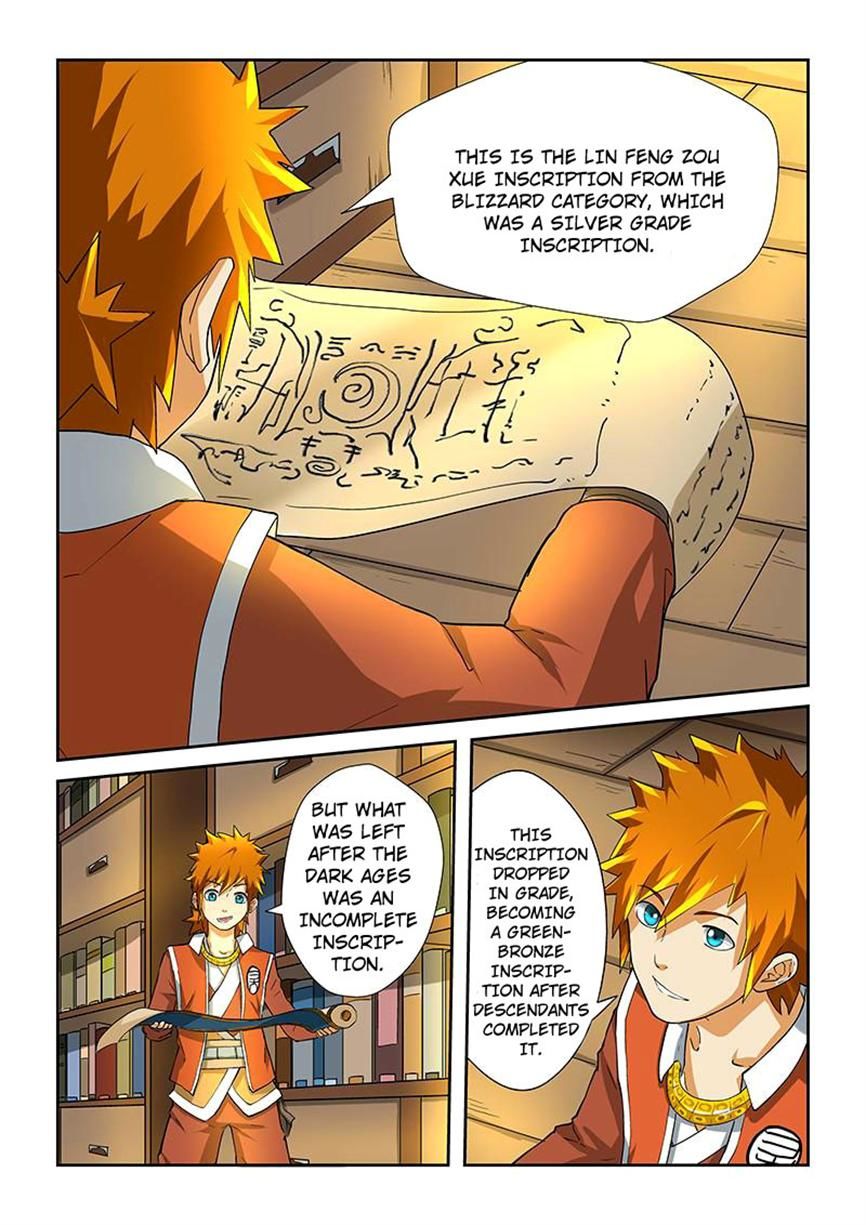 THIS IS THE LIN FENG ZOU
XUE INSCRIPTION FROM THE
BLIZZARD CATEGORY, WHICH
WAS A SILVER GRADE
INSCRIPTION.
BUT WHAT
WAS LEFT
AFTER THE
DARK AGES
WAS AN
INCOMPLETE
INSCRIP-
TION.
THIS
INSCRIPTION
DROPPED
IN GRADE,
BECOMING
A GREEN-
BRONZE
INSCRIP-
TION AFTER
DESCENDANTS
COMPLETED
IT.